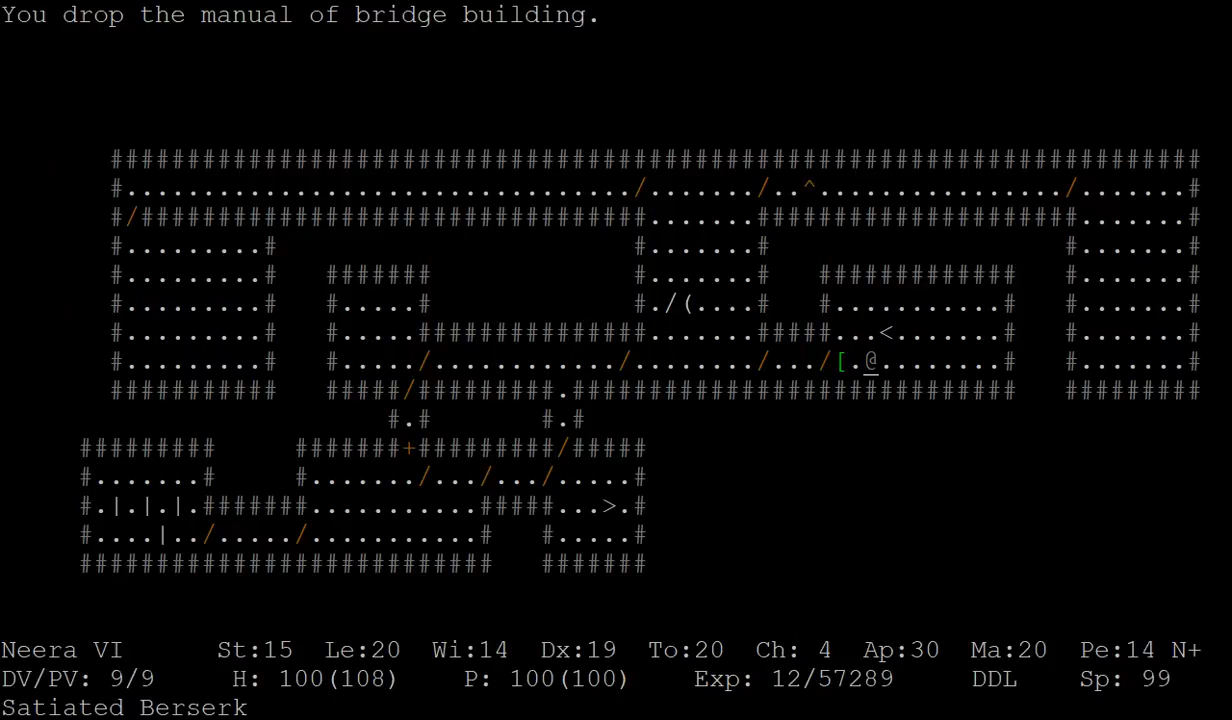 You drop the manual of bridge building.
#######################################################################
#................................./......./..^................/.......#
#/#################################.......#####################.......#
#.........#                       #.......#                   #.......#
#.........#   #######             #.......#   #############   #.......#
#.........#   #.....#             #./(....#   #...........#   #.......#
#.........#   #.....###############.......#####...<.......#   #.......#
#.........#   #...../............/......../.../[.@........#   #.......#
###########   #####/#########.#############################   #########
#.#       #.#
#########     #######+#########/#####
#.......#     #......./.../.../.....#
#.|.|.|.#######...........#####...>.#
#....|../...../...........#   #.....#
###########################   #######
Neera VI St:15 Le:20 Wi:14 Dx:19 To:20 Ch: 4 Ap:30 Ma:20 Pe:14 N+
DV/PV: 9/9 H: 100(108) P: 100(100) Exp: 12/57289 DDL Sp: 99
Satiated Berserk